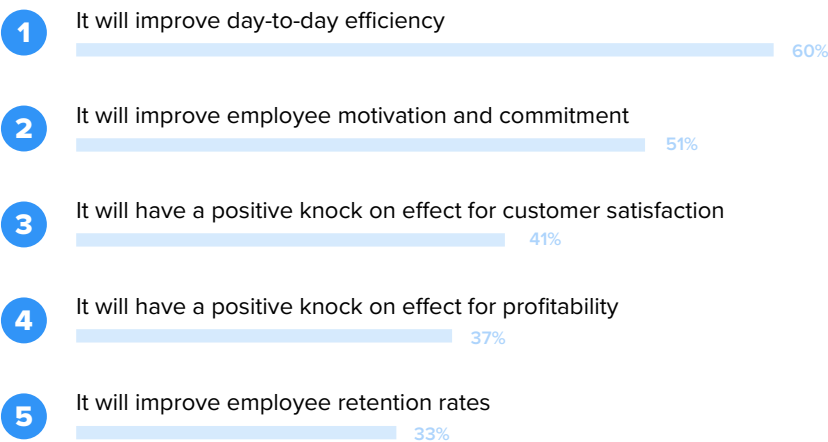 1
It will improve day-to-day efficiency
60%
2
It will improve employee motivation and commitment
51%
3
It will have a positive knock on effect for customer satisfaction
41%
4
It will have a positive knock on effect for profitability
37%
5
It will improve employee retention rates
33%